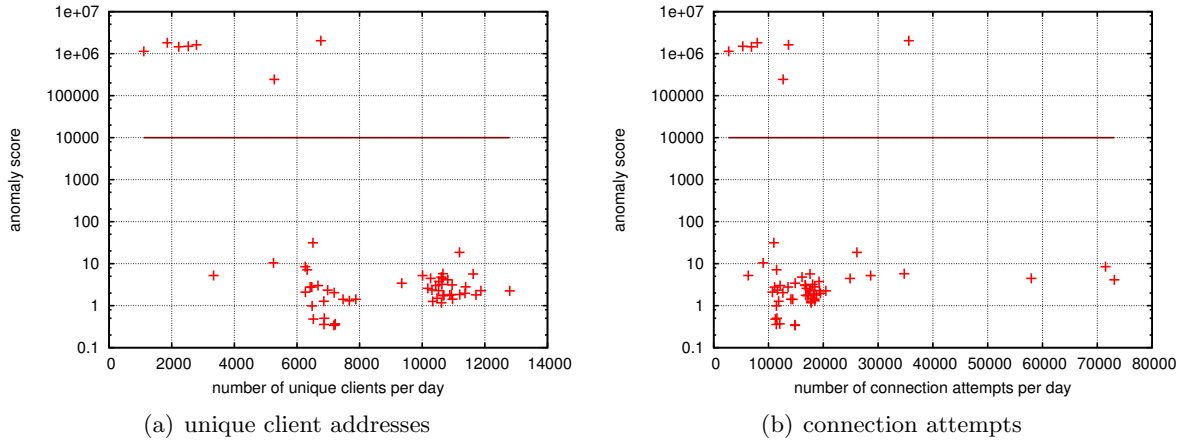 1e+07
1e+06
100000
10000
1000
100
10
1
0.1
anomaly score
0 2000 4000 6000 8000 10000 12000 14000
number of unique clients per day
(a) unique client addresses
1e+07
1e+06
100000
10000
1000
100
10
1
0.1
anomaly score
0 10000 20000 30000 40000 50000 60000 70000 80000
number of connection attempts per day
(b) connection attempts